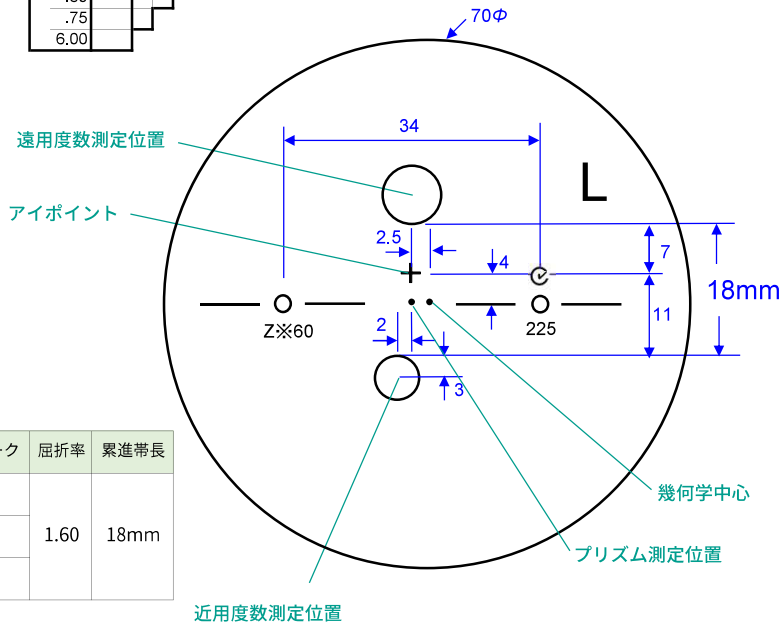 .75
6.00
70Φ
遠用度数測定位置
34
L
アイポイント
2.5
4
7
18mm
11
Z※60
225
2
3
ーク
屈折率
累進帯長
1.60
18mm
幾何学中心
プリズム測定位置
近用度数測定位置